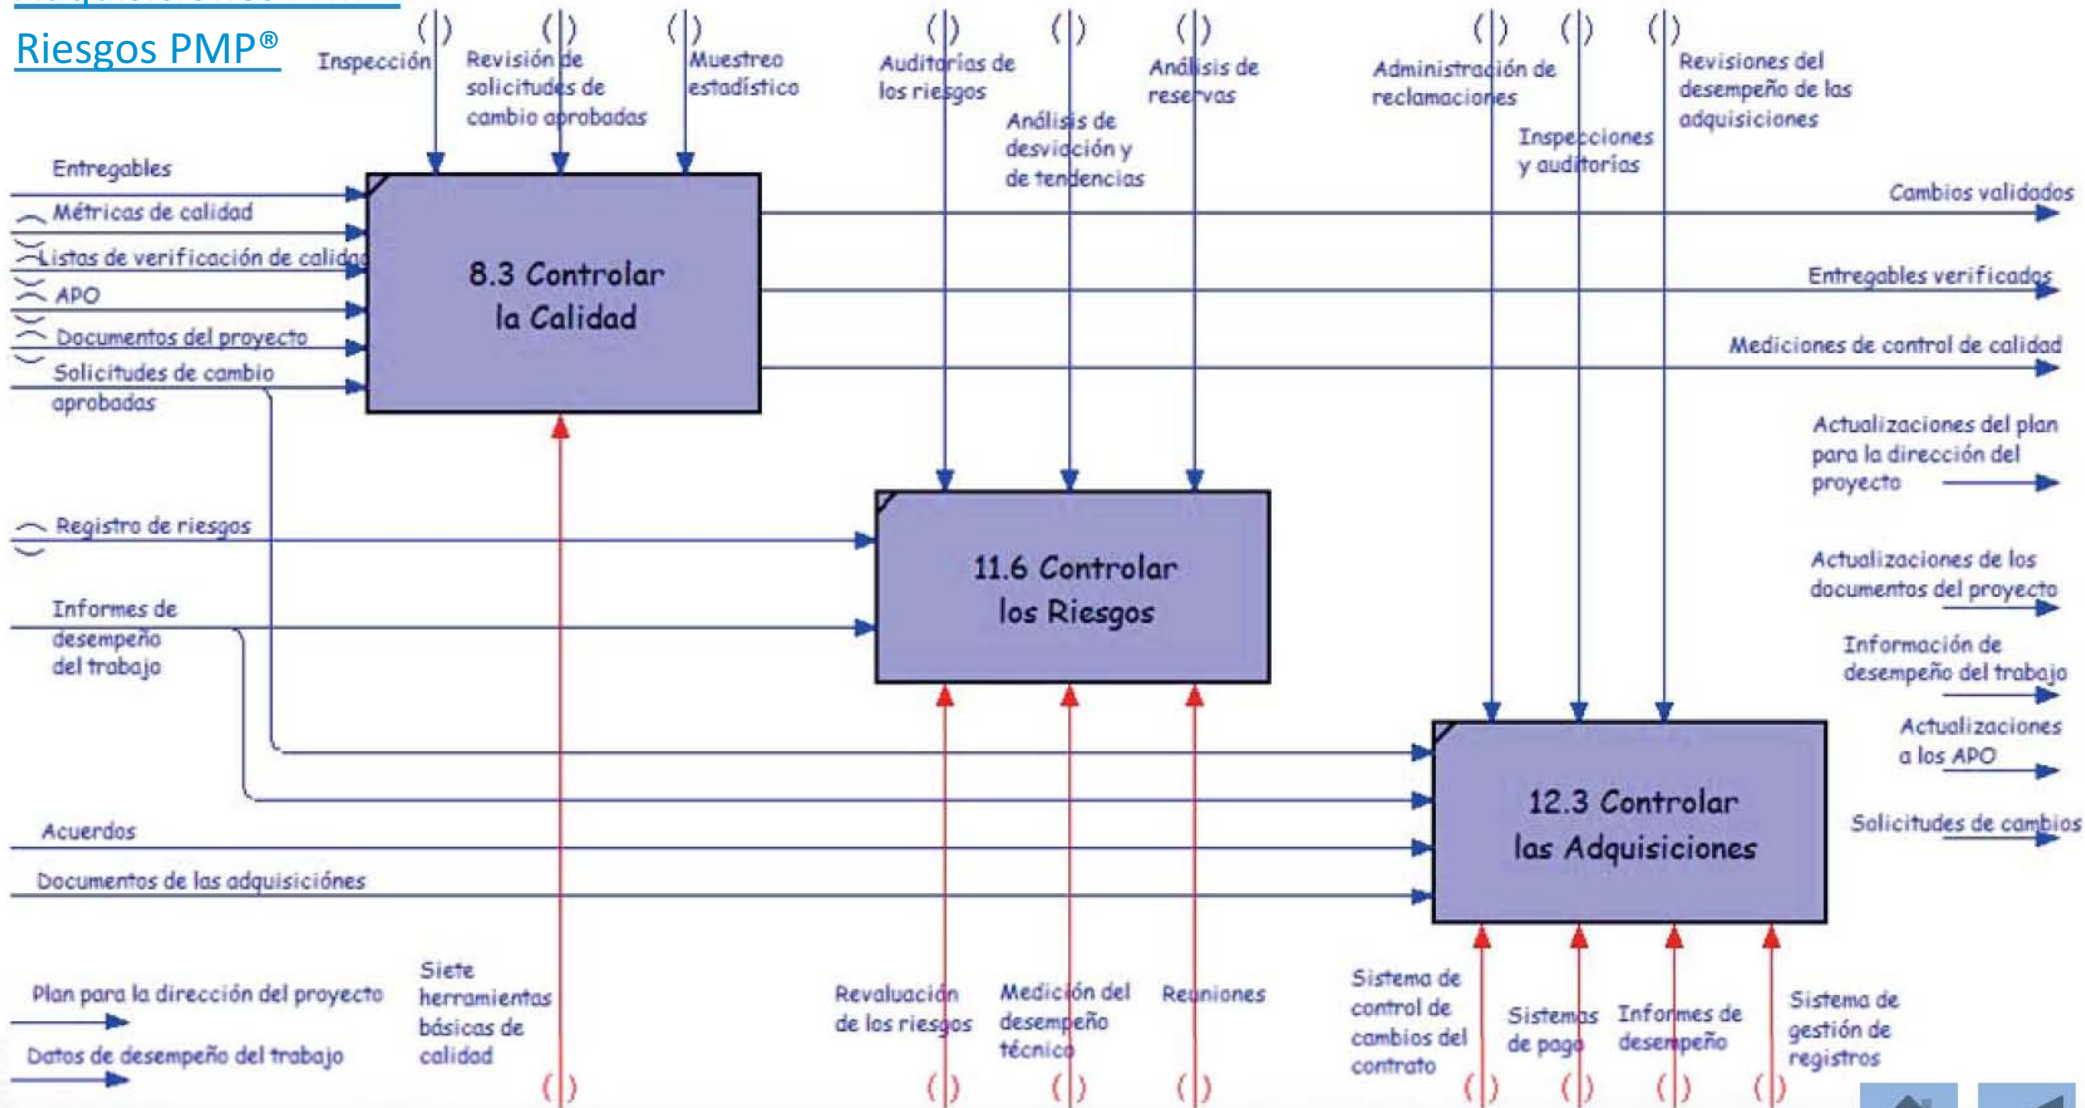 Riesgos PMP®
Inspección
Revisión de
solicitudes de
cambio aprobadas
Muestreo
estadístico
Auditorías de
los riesgos
Análisis de
desviación y
de tendencias
Análisis de
reservas
Administración de
reclamaciones
Inspecciones
y auditorías
Revisiones del
desempeño de las
adquisiciones
Entregables
Métricas de calidad
Listas de verificación de calidad
APO
Documentos del proyecto
Solicitudes de cambio
aprobadas
8.3 Controlar
la Calidad
Cambios validados
Entregables verificados
Mediciones de control de calidad
Actualizaciones del plan
para la dirección del
proyecto
Registro de riesgos
Informes de
desempeño
del trabajo
11.6 Controlar
los Riesgos
Actualizaciones de los
documentos del proyecto
Información de
desempeño del trabajo
Actualizaciones
a los APO
Solicitudes de cambios
12.3 Controlar
las Adquisiciones
Acuerdos
Documentos de las adquisiciónes
Plan para la dirección del proyecto
Datos de desempeño del trabajo
Siete
herramientas
básicas de
calidad
Revaluación
de los riesgos
Medición del
desempeño
técnico
Reuniones
Sistema de
control de
cambios del
contrato
Sistemas
de pago
Informes de
desempeño
Sistema de
gestión de
registros